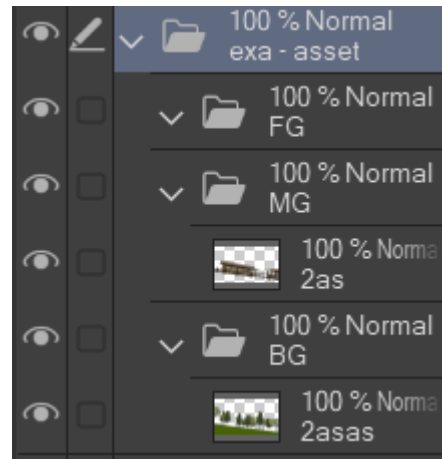 100 % Normal
exa - asset
100 % Normal
FG
100 % Normal
MG
100 % Norma
2as
100 % Normal
BG
100 % Norma
2asas